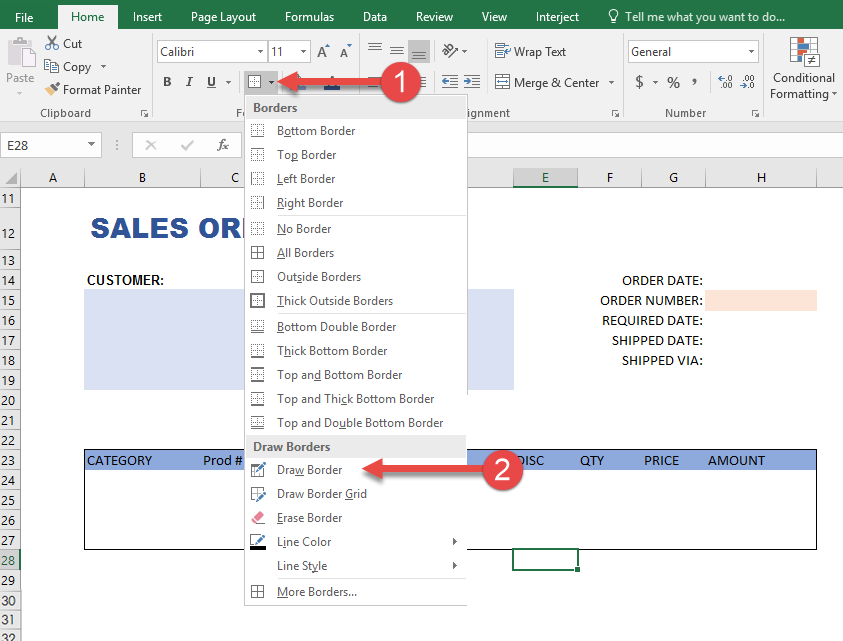 File Home Insert Page Layout Formulas Data Review View Interject Tell me what you want to do...
Paste
Cut
Copy
Format Painter
Clipboard
Calibri 11 A A
B I U
1
Wrap Text
Merge & Center
General
$ % ,
.00
.00
Number
Conditional
Formatting
E28 fx
A B C E F G H
11
12
13
14
15
16
17
18
19
20
21
22
23
24
25
26
27
28
29
30
31
32
SALES OR
CUSTOMER:
ORDER DATE:
ORDER NUMBER:
REQUIRED DATE:
SHIPPED DATE:
SHIPPED VIA:
CATEGORY Prod # DISC QTY PRICE AMOUNT
Borders
Bottom Border
Top Border
Left Border
Right Border
No Border
All Borders
Outside Borders
Thick Outside Borders
Bottom Double Border
Thick Bottom Border
Top and Bottom Border
Top and Thick Bottom Border
Top and Double Bottom Border
Draw Borders
Draw Border
2
Draw Border Grid
Erase Border
Line Color
Line Style
More Borders...